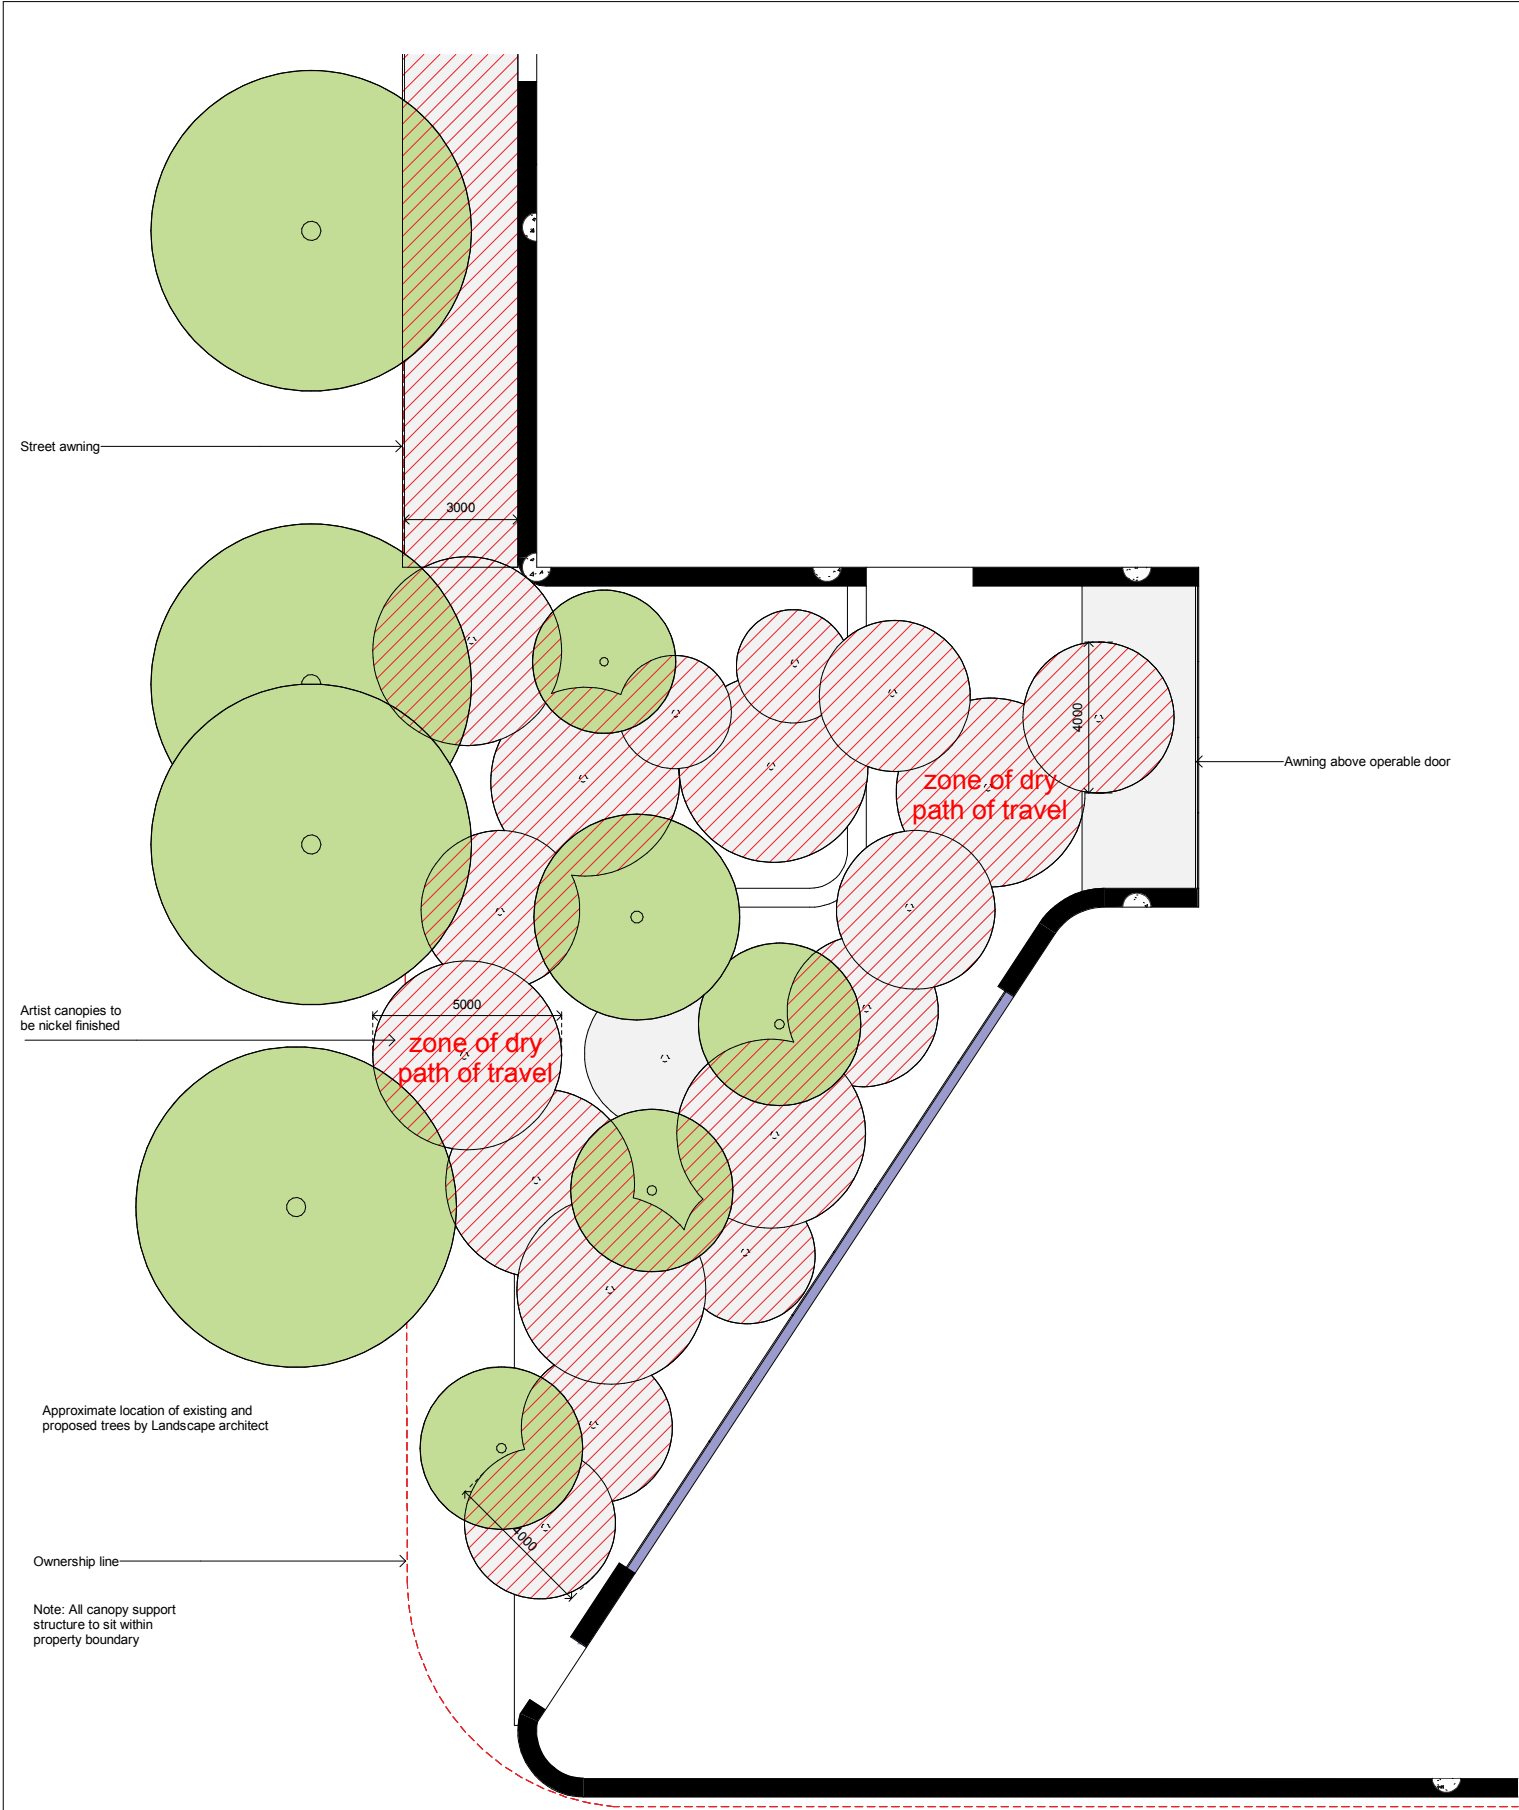 Street awning
3000
4000
zone of dry
path of travel
Awning above operable door
Artist canopies to
be nickel finished
5000
zone of dry
path of travel
Approximate location of existing and
proposed trees by Landscape architect
4000
Ownership line
Note: All canopy support
structure to sit within
property boundary